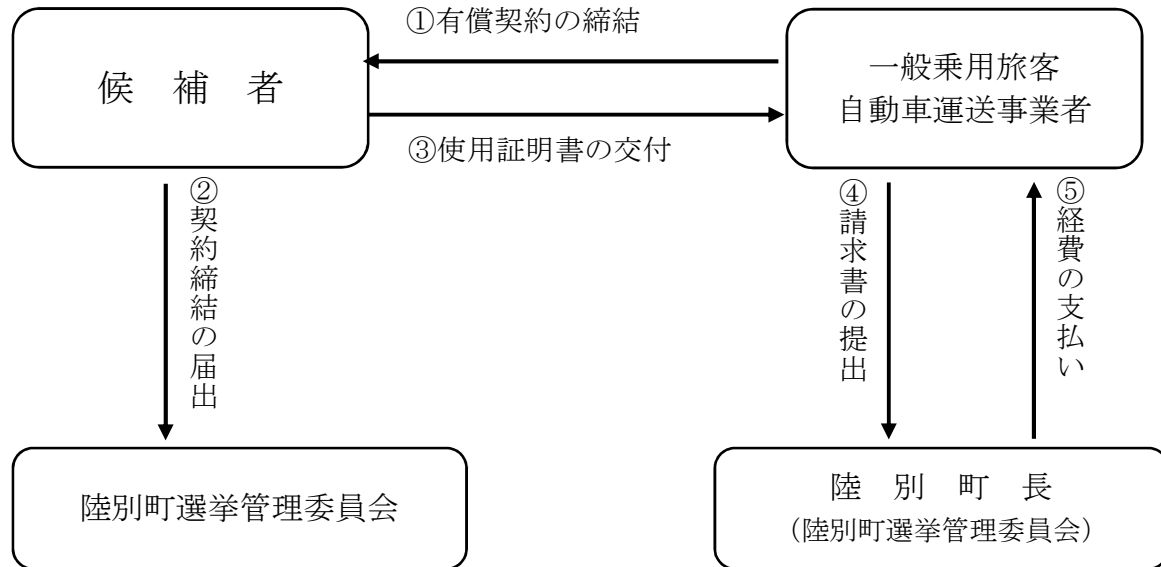 ①有償契約の締結
候　補　者
一般乗用旅客
自動車運送事業者
③使用証明書の交付
②契約締結の届出
④請求書の提出
⑤経費の支払い
陸別町選挙管理委員会
陸　別　町　長
（陸別町選挙管理委員会）